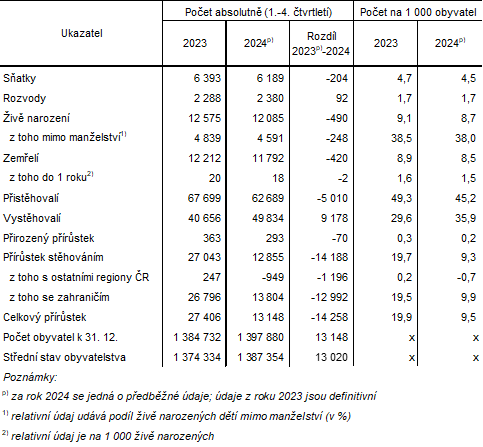 Ukazatel Počet absolutně (1.-4. čtvrtletí) Počet na 1 000 obyvatel
2023 2024p) Rozdíl 2023p)-2024 2023 2024p)
Sňatky 6 393 6 189 -204 4,7 4,5
Rozvody 2 288 2 380 92 1,7 1,7
Živě narození 12 575 12 085 -490 9,1 8,7
z toho mimo manželství1) 4 839 4 591 -248 38,5 38,0
Zemřelí 12 212 11 792 -420 8,9 8,5
z toho do 1 roku2) 20 18 -2 1,6 1,5
Přistěhovalí 67 699 62 689 -5 010 49,3 45,2
Vystěhovalí 40 656 49 834 9 178 29,6 35,9
Přirozený přírůstek 363 293 -70 0,3 0,2
Přírůstek stěhováním 27 043 12 855 -14 188 19,7 9,3
z toho s ostatními regiony ČR 247 -949 -1 196 0,2 -0,7
z toho se zahraničím 26 796 13 804 -12 992 19,5 9,9
Celkový přírůstek 27 406 13 148 -14 258 19,9 9,5
Počet obyvatel k 31. 12. 1 384 732 1 397 880 13 148 x x
Střední stav obyvatelstva 1 374 334 1 387 354 13 020 x x
Poznámky:
p) za rok 2024 se jedná o předběžné údaje; údaje z roku 2023 jsou definitivní
1) relativní údaj udává podíl živě narozených dětí mimo manželství (v %)
2) relativní údaj je na 1 000 živě narozených